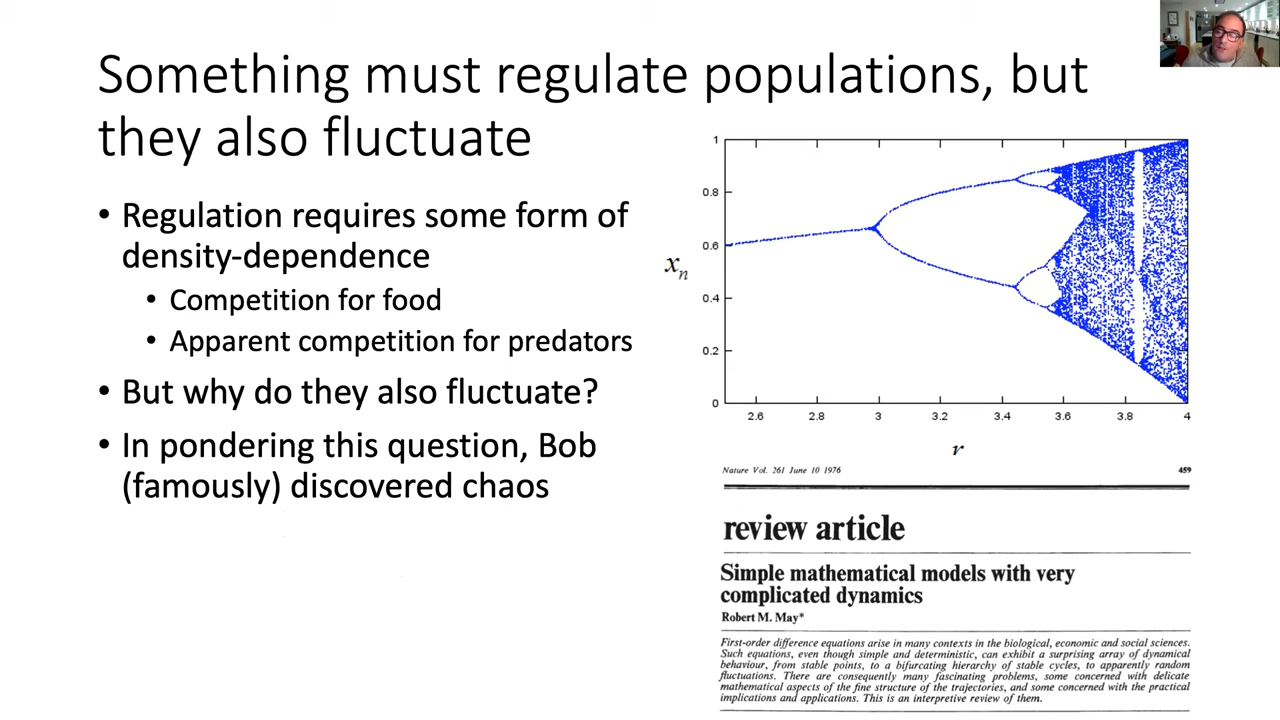 Something must regulate populations, but
they also fluctuate
• Regulation requires some form of
density-dependence
• Competition for food
• Apparent competition for predators
• But why do they also fluctuate?
• In pondering this question, Bob
(famously) discovered chaos
1
0.8
0.6
0.4
0.2
0
xn
2.6 2.8 3 3.2 3.4 3.6 3.8 4
r
Nature Vol. 261 June 10 1976 459
review article
Simple mathematical models with very
complicated dynamics
Robert M. May*
First-order difference equations arise in many contexts in the biological, economic and social sciences.
Such equations, even though simple and deterministic, can exhibit a surprising array of dynamical
behaviour, from stable points, to a bifurcating hierarchy of stable cycles, to apparently random
fluctuations. There are consequently many fascinating problems, some concerned with delicate
mathematical aspects of the fine structure of the trajectories, and some concerned with the practical
implications and applications. This is an interpretive review of them.